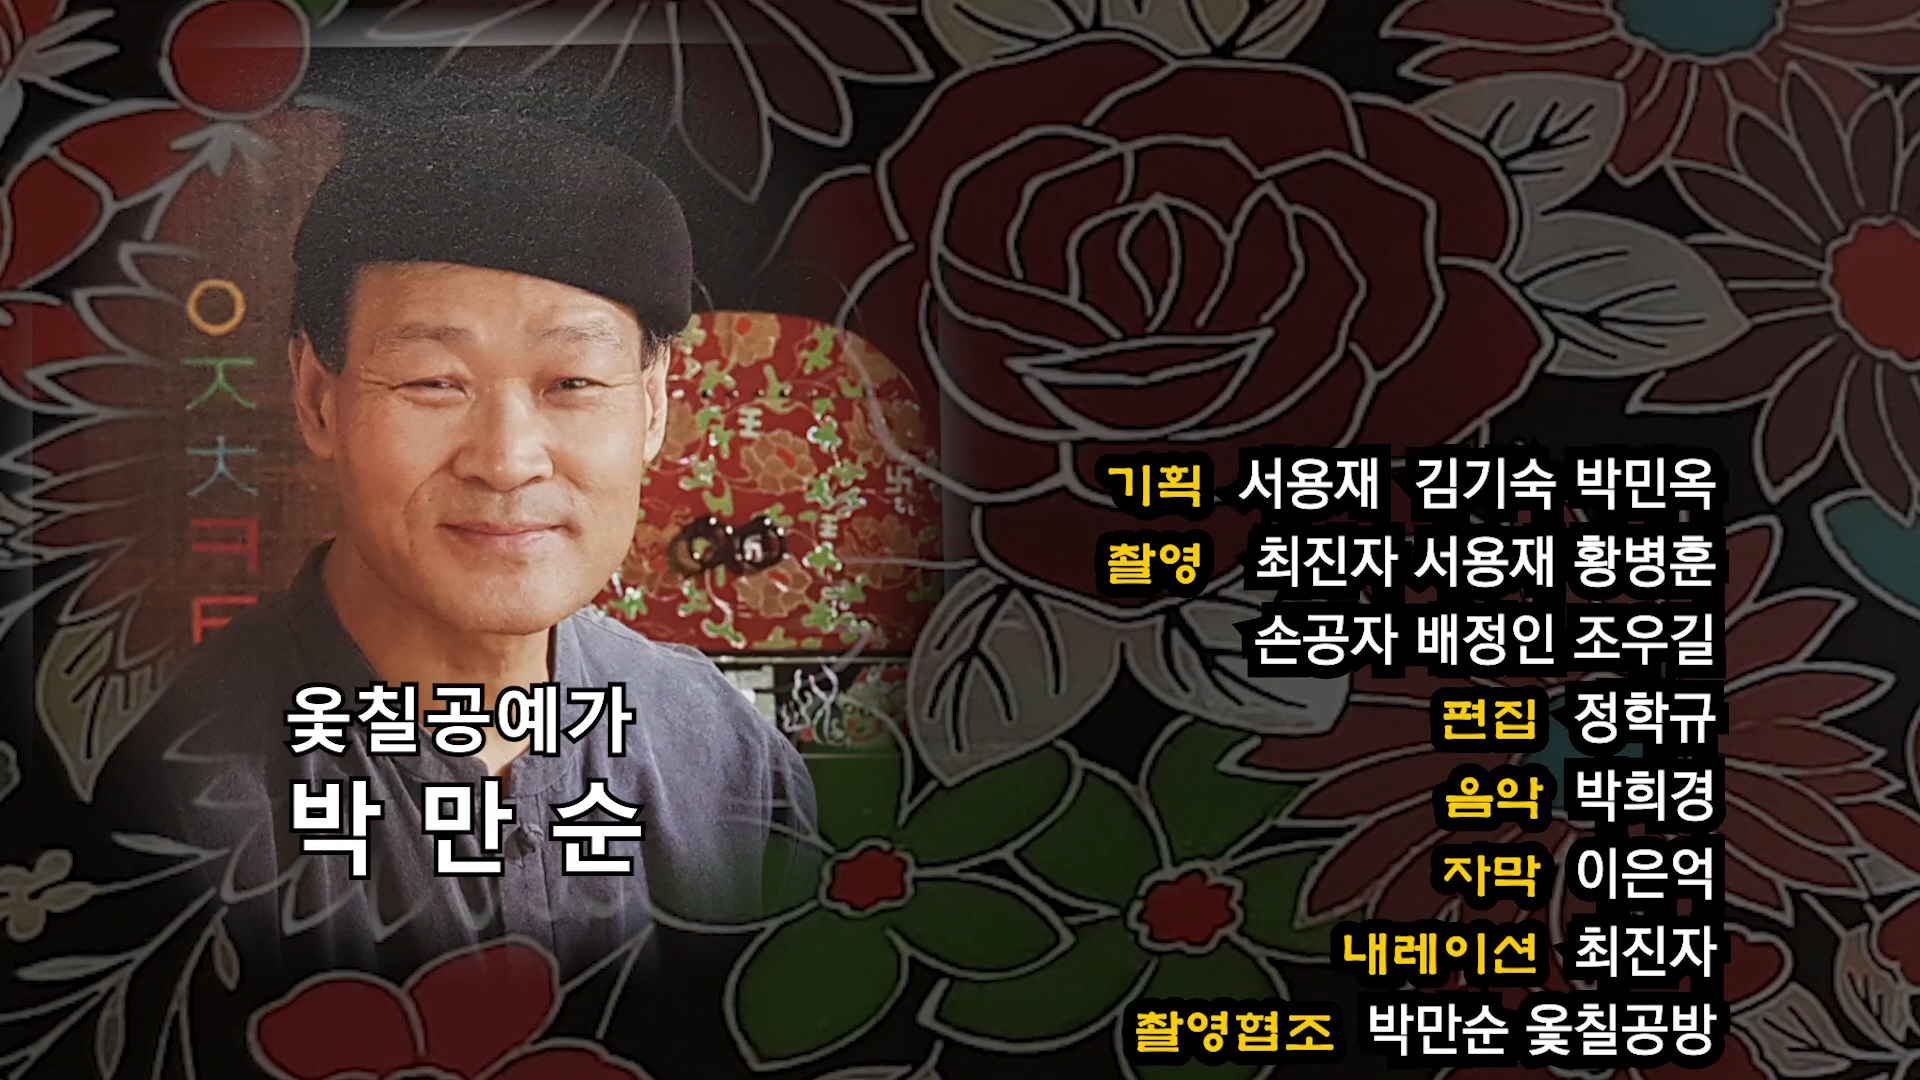 ㅇ
ㅈ
ㅊ
ㅋ
ㅌ
옻칠공예가
박만순
기획 서용재 김기숙 박민옥
촬영 최진자 서용재 황병훈
손공자 배정인 조우길
편집 정학규
음악 박희경
자막 이은억
내레이션 최진자
촬영협조 박만순 옻칠공방